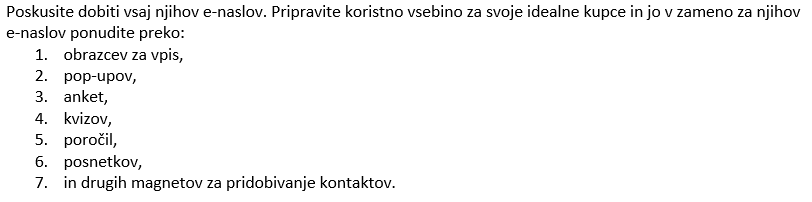 Poskusite dobiti vsaj njihov e-naslov. Pripravite koristno vsebino za svoje idealne kupce in jo v zameno za njihov
e-naslov ponudite preko:
1. obrazcev za vpis,
2. pop-upov,
3. anket,
4. kvizov,
5. poročil,
6. posnetkov,
7. in drugih magnetov za pridobivanje kontaktov.